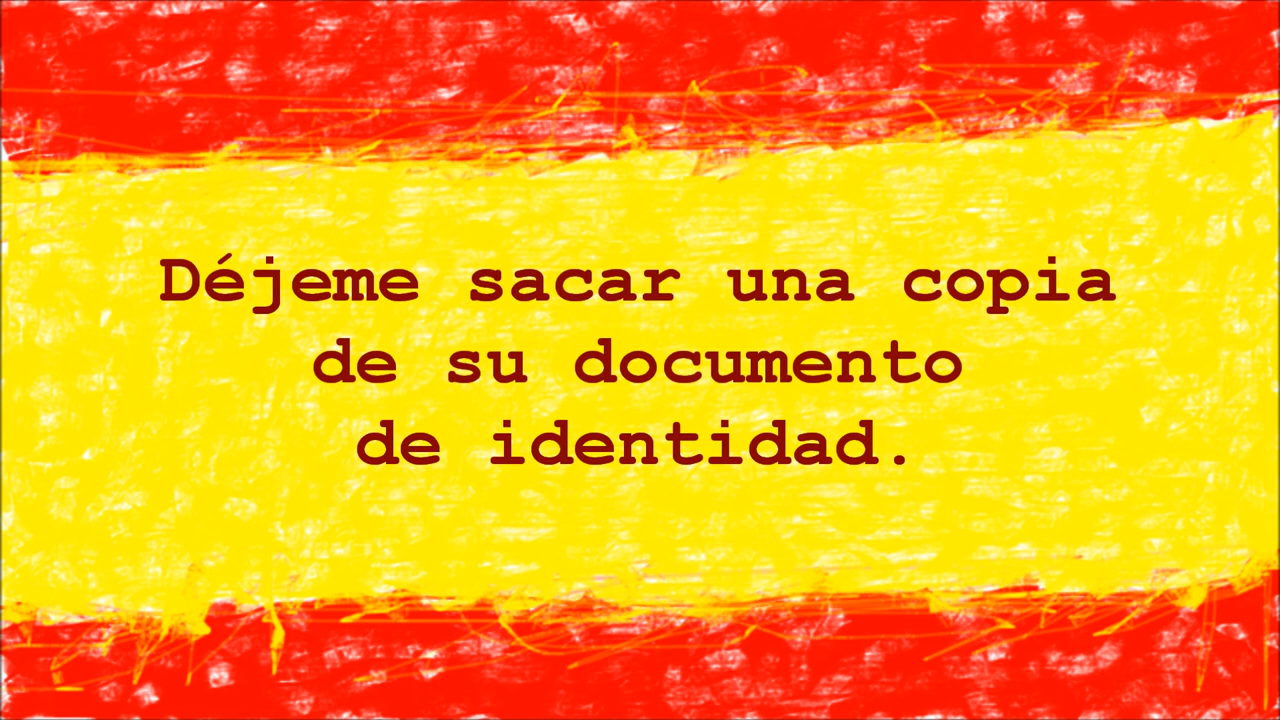 Déjeme sacar una copia
de su documento
de identidad.